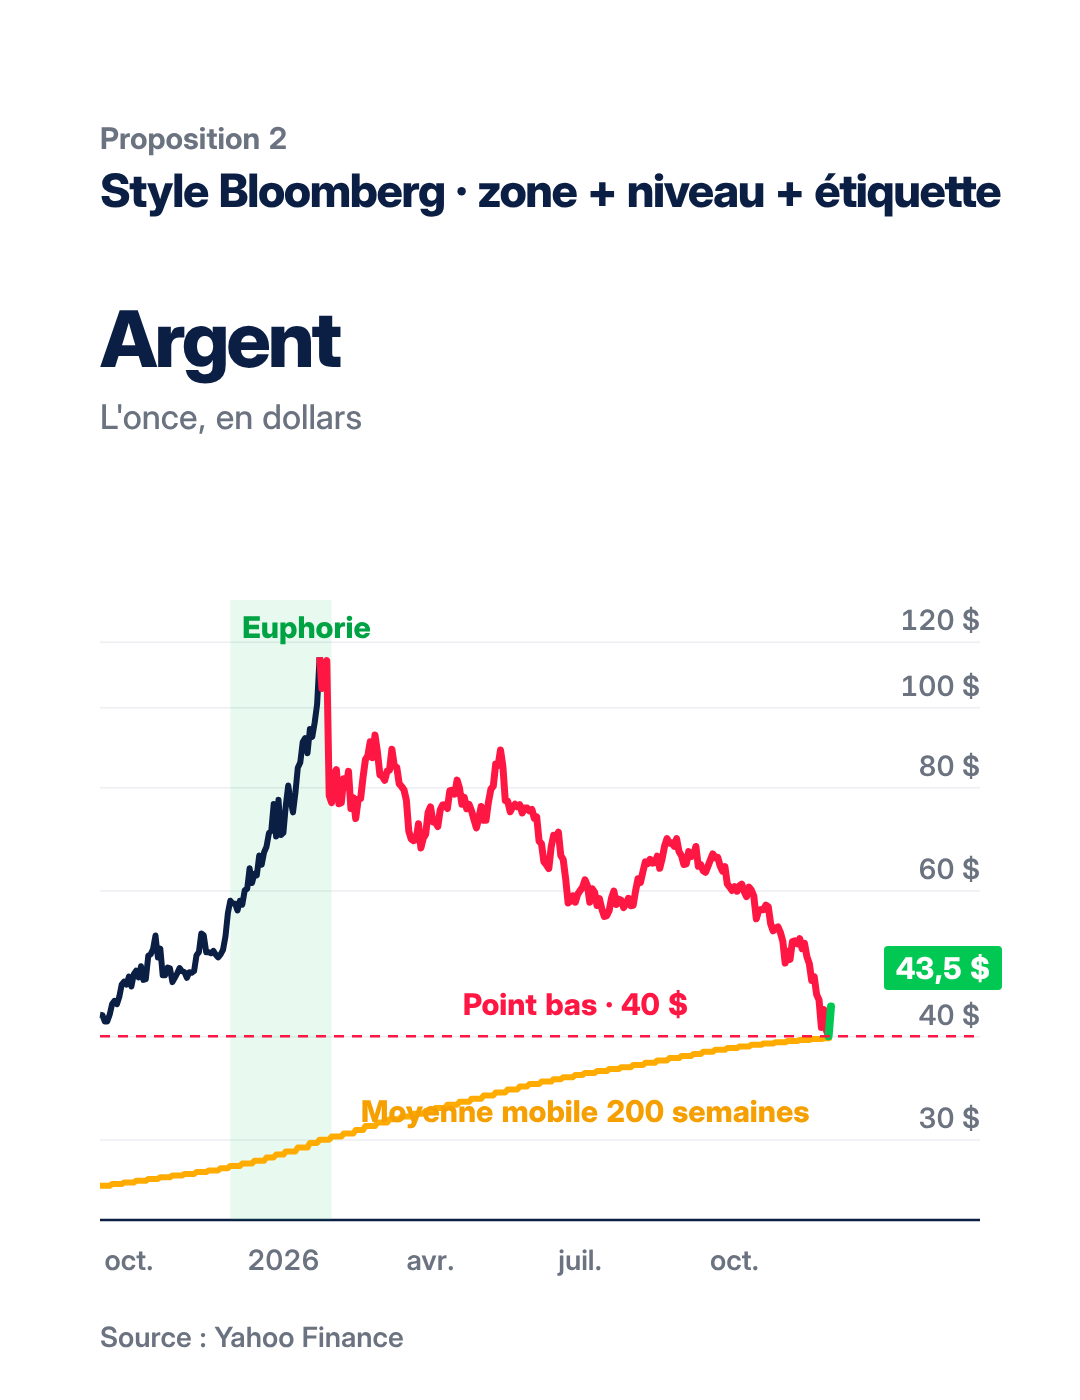 Proposition 2
Style Bloomberg · zone + niveau + étiquette
Argent
L'once, en dollars
Euphorie
120 $
100 $
80 $
60 $
43,5 $
Point bas · 40 $
40 $
Moyenne mobile 200 semaines
30 $
oct. 2026 avr. juil. oct.
Source : Yahoo Finance